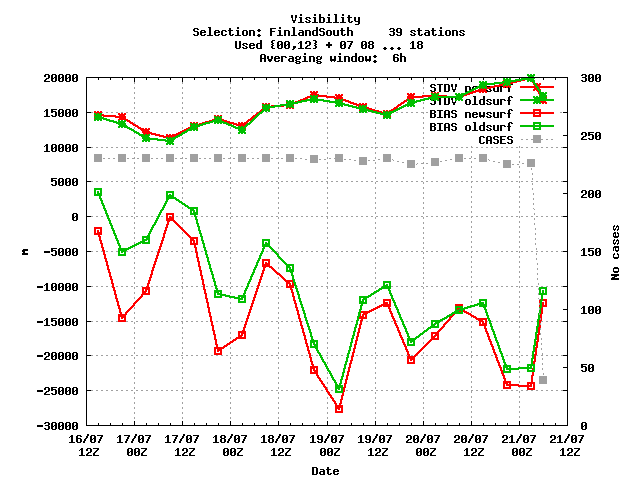 Visibility
Selection: FinlandSouth 39 stations
Used {00,12} + 07 08 ... 18
Averaging window: 6h
20000
15000
10000
5000
0
-5000
-10000
-15000
-20000
-25000
-30000
m
STDV newsurf
STDV oldsurf
BIAS newsurf
BIAS oldsurf
CASES
300
250
200
150
100
50
0
No cases
16/07 17/07 17/07 18/07 18/07 19/07 19/07 20/07 20/07 21/07 21/07
12Z 00Z 12Z 00Z 12Z 00Z 12Z 00Z 12Z 00Z 12Z
Date